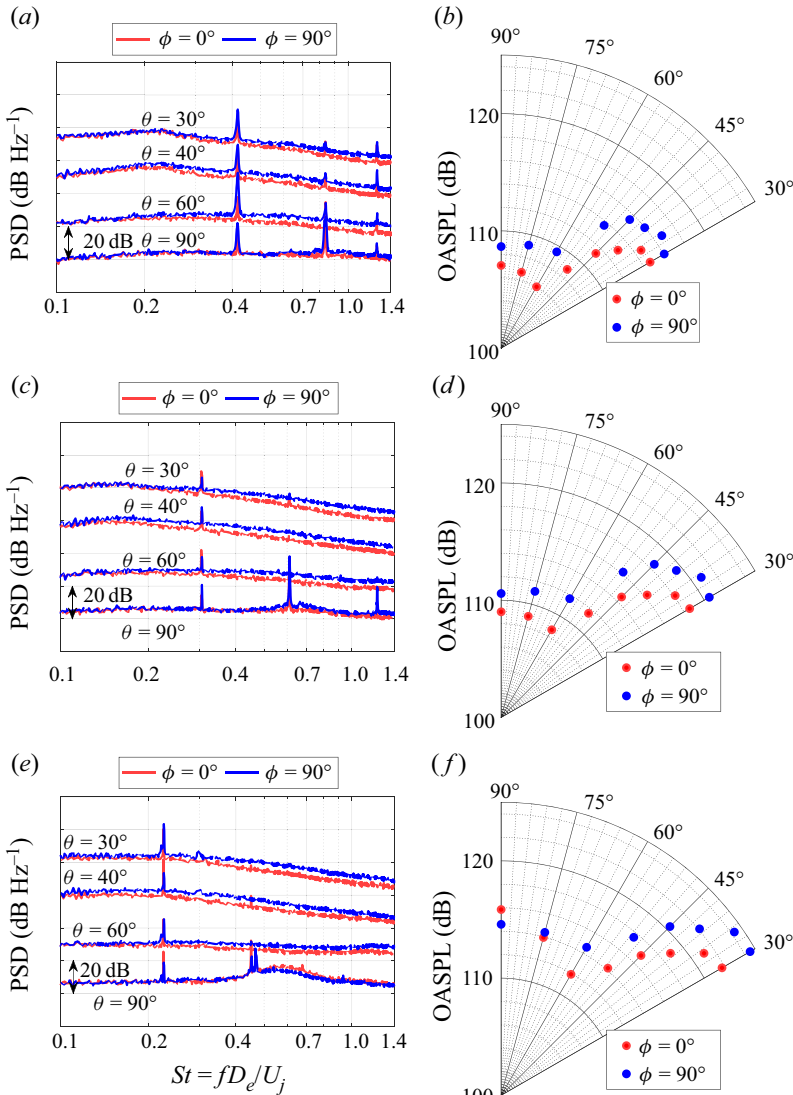 (a)
ϕ = 0° ϕ = 90°
PSD (dB Hz⁻¹)
θ = 30°
θ = 40°
θ = 60°
20 dB
θ = 90°
0.1 0.2 0.4 0.7 1.0 1.4
(b)
90°
75°
60°
45°
30°
OASPL (dB)
120
110
100
ϕ = 0°
ϕ = 90°
(c)
ϕ = 0° ϕ = 90°
PSD (dB Hz⁻¹)
θ = 30°
θ = 40°
θ = 60°
20 dB
θ = 90°
0.1 0.2 0.4 0.7 1.0 1.4
(d)
90°
75°
60°
45°
30°
OASPL (dB)
120
110
100
ϕ = 0°
ϕ = 90°
(e)
ϕ = 0° ϕ = 90°
PSD (dB Hz⁻¹)
θ = 30°
θ = 40°
θ = 60°
20 dB
θ = 90°
0.1 0.2 0.4 0.7 1.0 1.4
St = fDₑ/Uⱼ
(f)
90°
75°
60°
45°
30°
OASPL (dB)
120
110
100
ϕ = 0°
ϕ = 90°